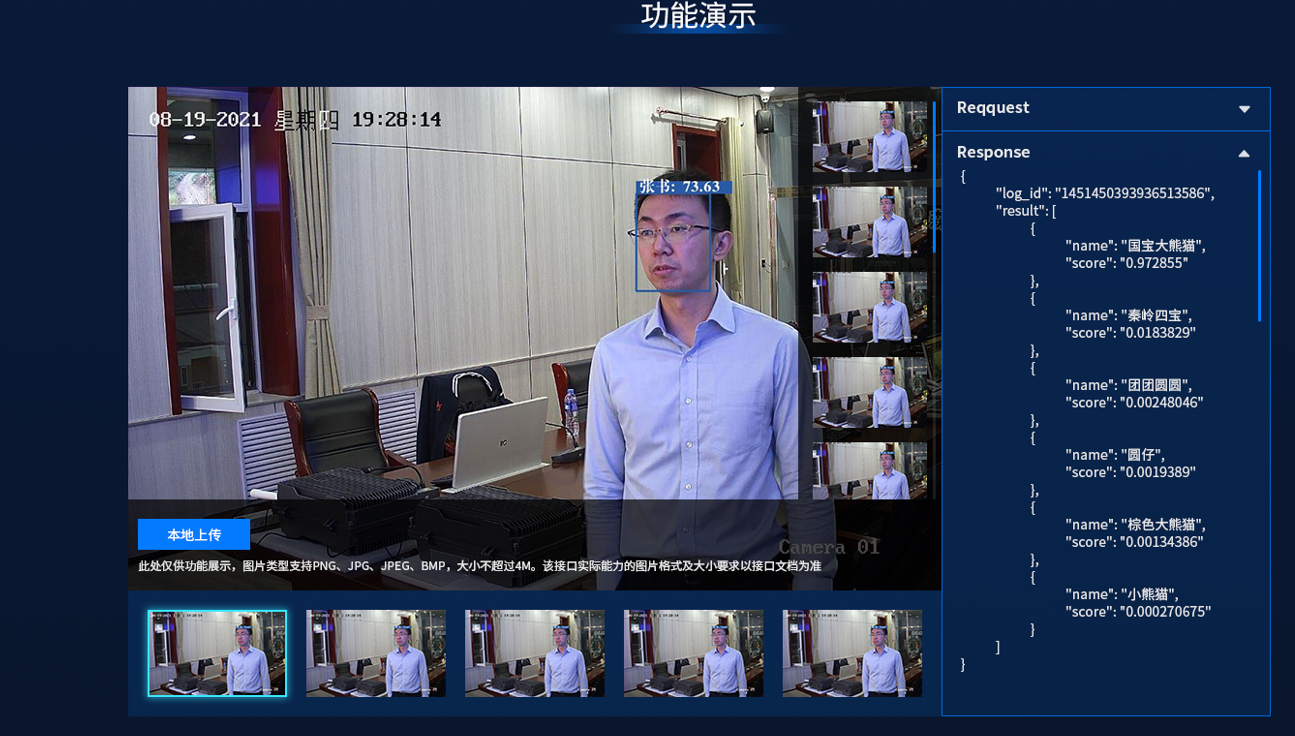 功能演示
08-19-2021 星期四 19:28:14
张书: 73.63
Camera 01
本地上传
此处仅供功能展示，图片类型支持PNG、JPG、JPEG、BMP，大小不超过4M。该接口实际能力的图片格式及大小要求以接口文档为准
Reqquest
Response
{
"log_id": "1451450393936513586",
"result": [
{
"name": "国宝大熊猫",
"score": "0.972855"
},
{
"name": "秦岭四宝",
"score": "0.0183829"
},
{
"name": "团团圆圆",
"score": "0.00248046"
},
{
"name": "圆仔",
"score": "0.0019389"
},
{
"name": "棕色大熊猫",
"score": "0.00134386"
},
{
"name": "小熊猫",
"score": "0.000270675"
}
]
}